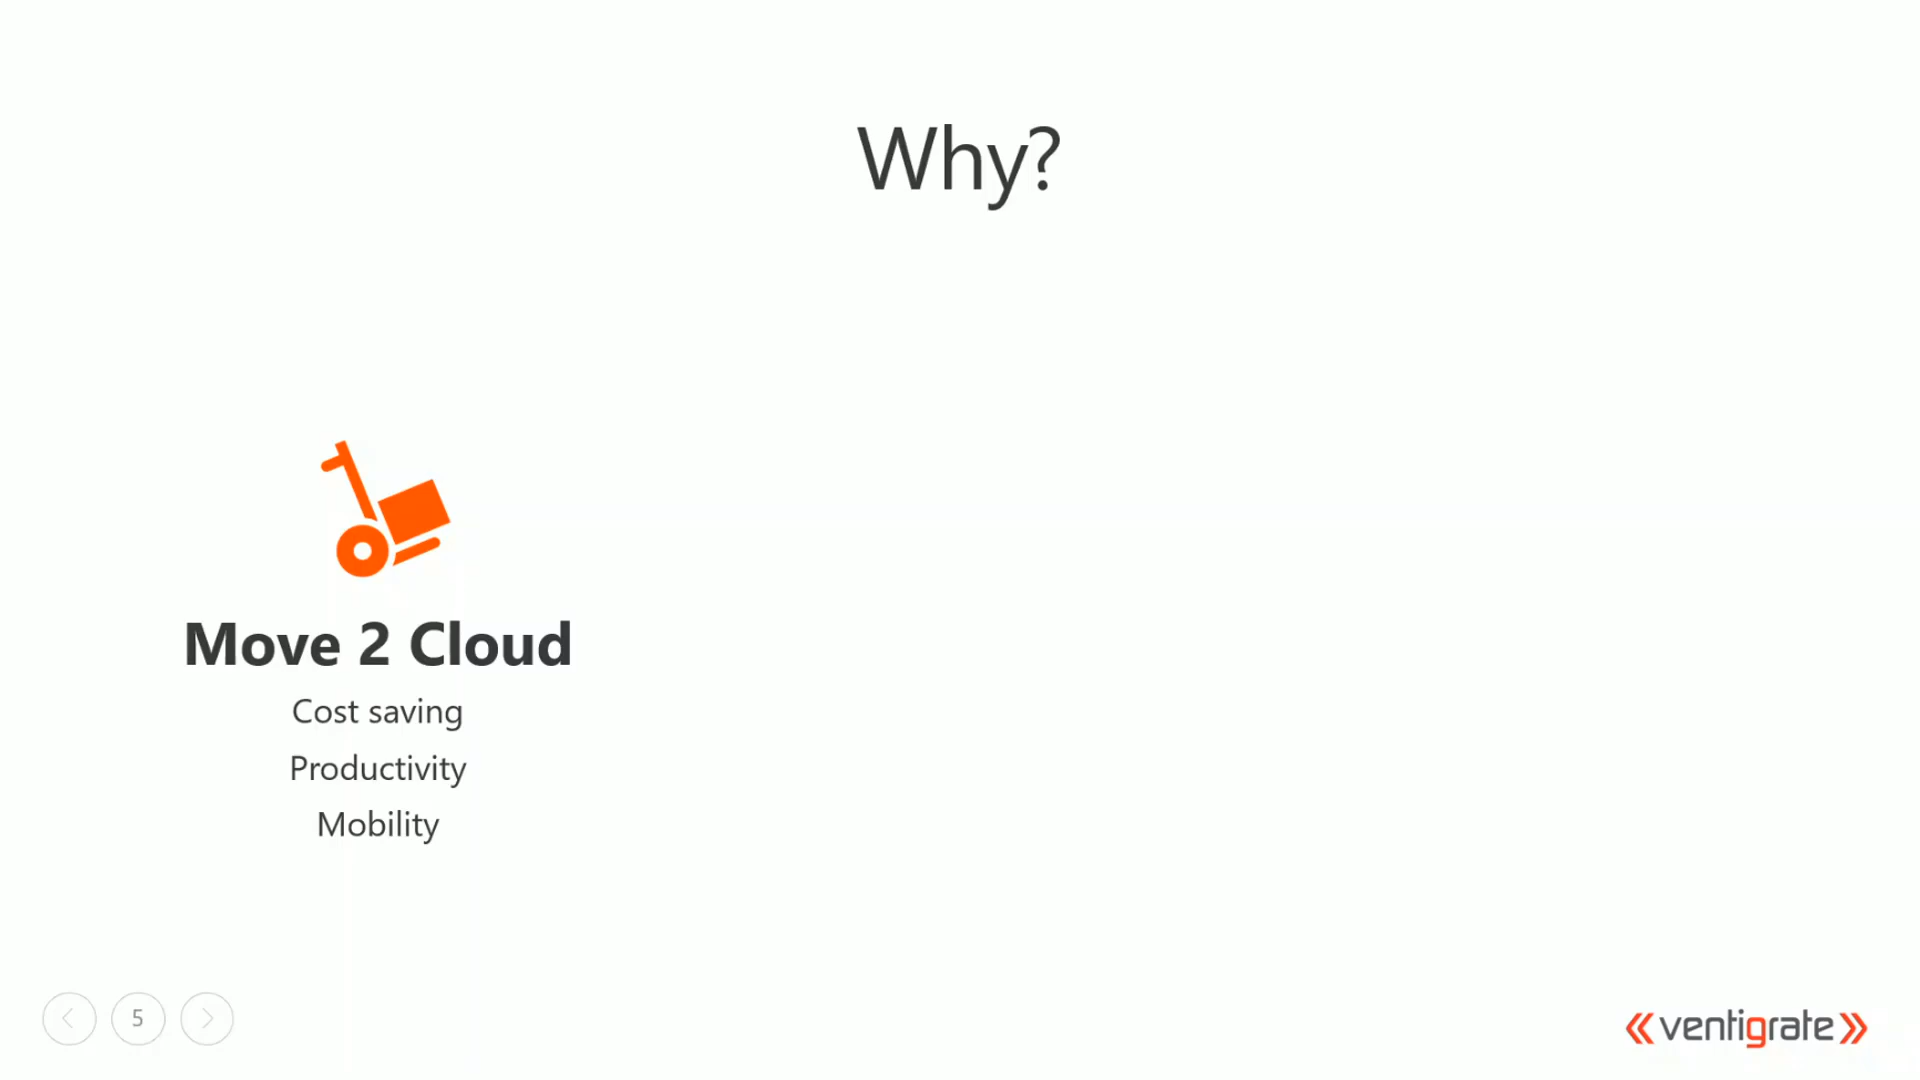 Why?
Move 2 Cloud
Cost saving
Productivity
Mobility
5
ventigrate